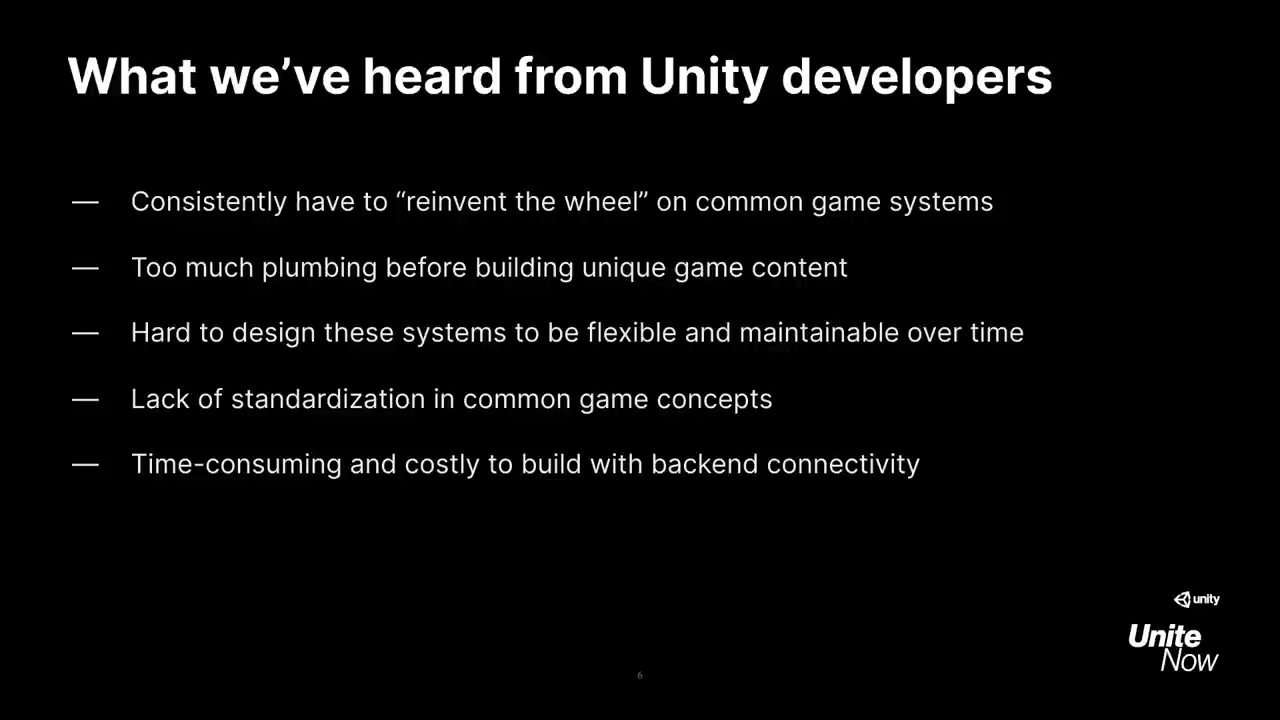 What we’ve heard from Unity developers
— Consistently have to “reinvent the wheel” on common game systems
— Too much plumbing before building unique game content
— Hard to design these systems to be flexible and maintainable over time
— Lack of standardization in common game concepts
— Time-consuming and costly to build with backend connectivity
unity
Unite
Now
6